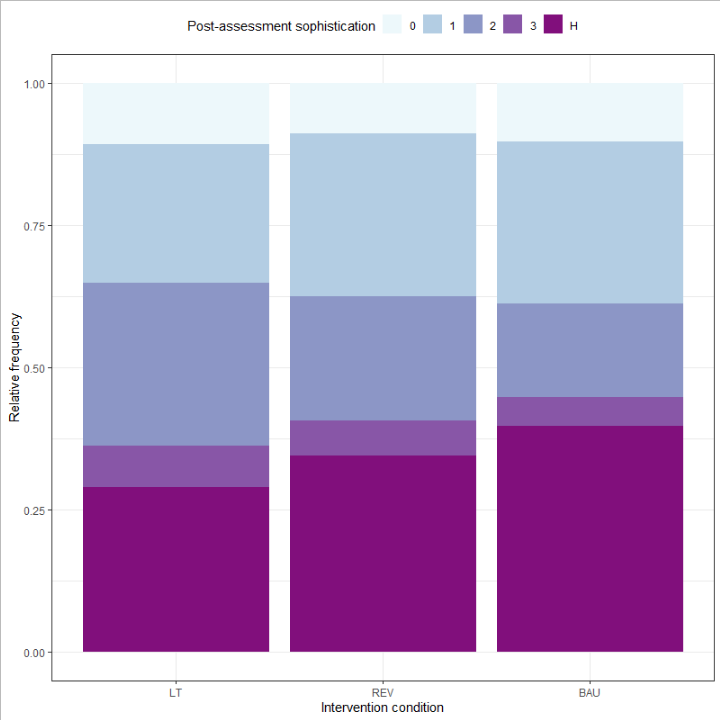 Post-assessment sophistication 0 1 2 3 H
1.00
0.75
0.50
0.25
0.00
Relative frequency
LT REV BAU
Intervention condition